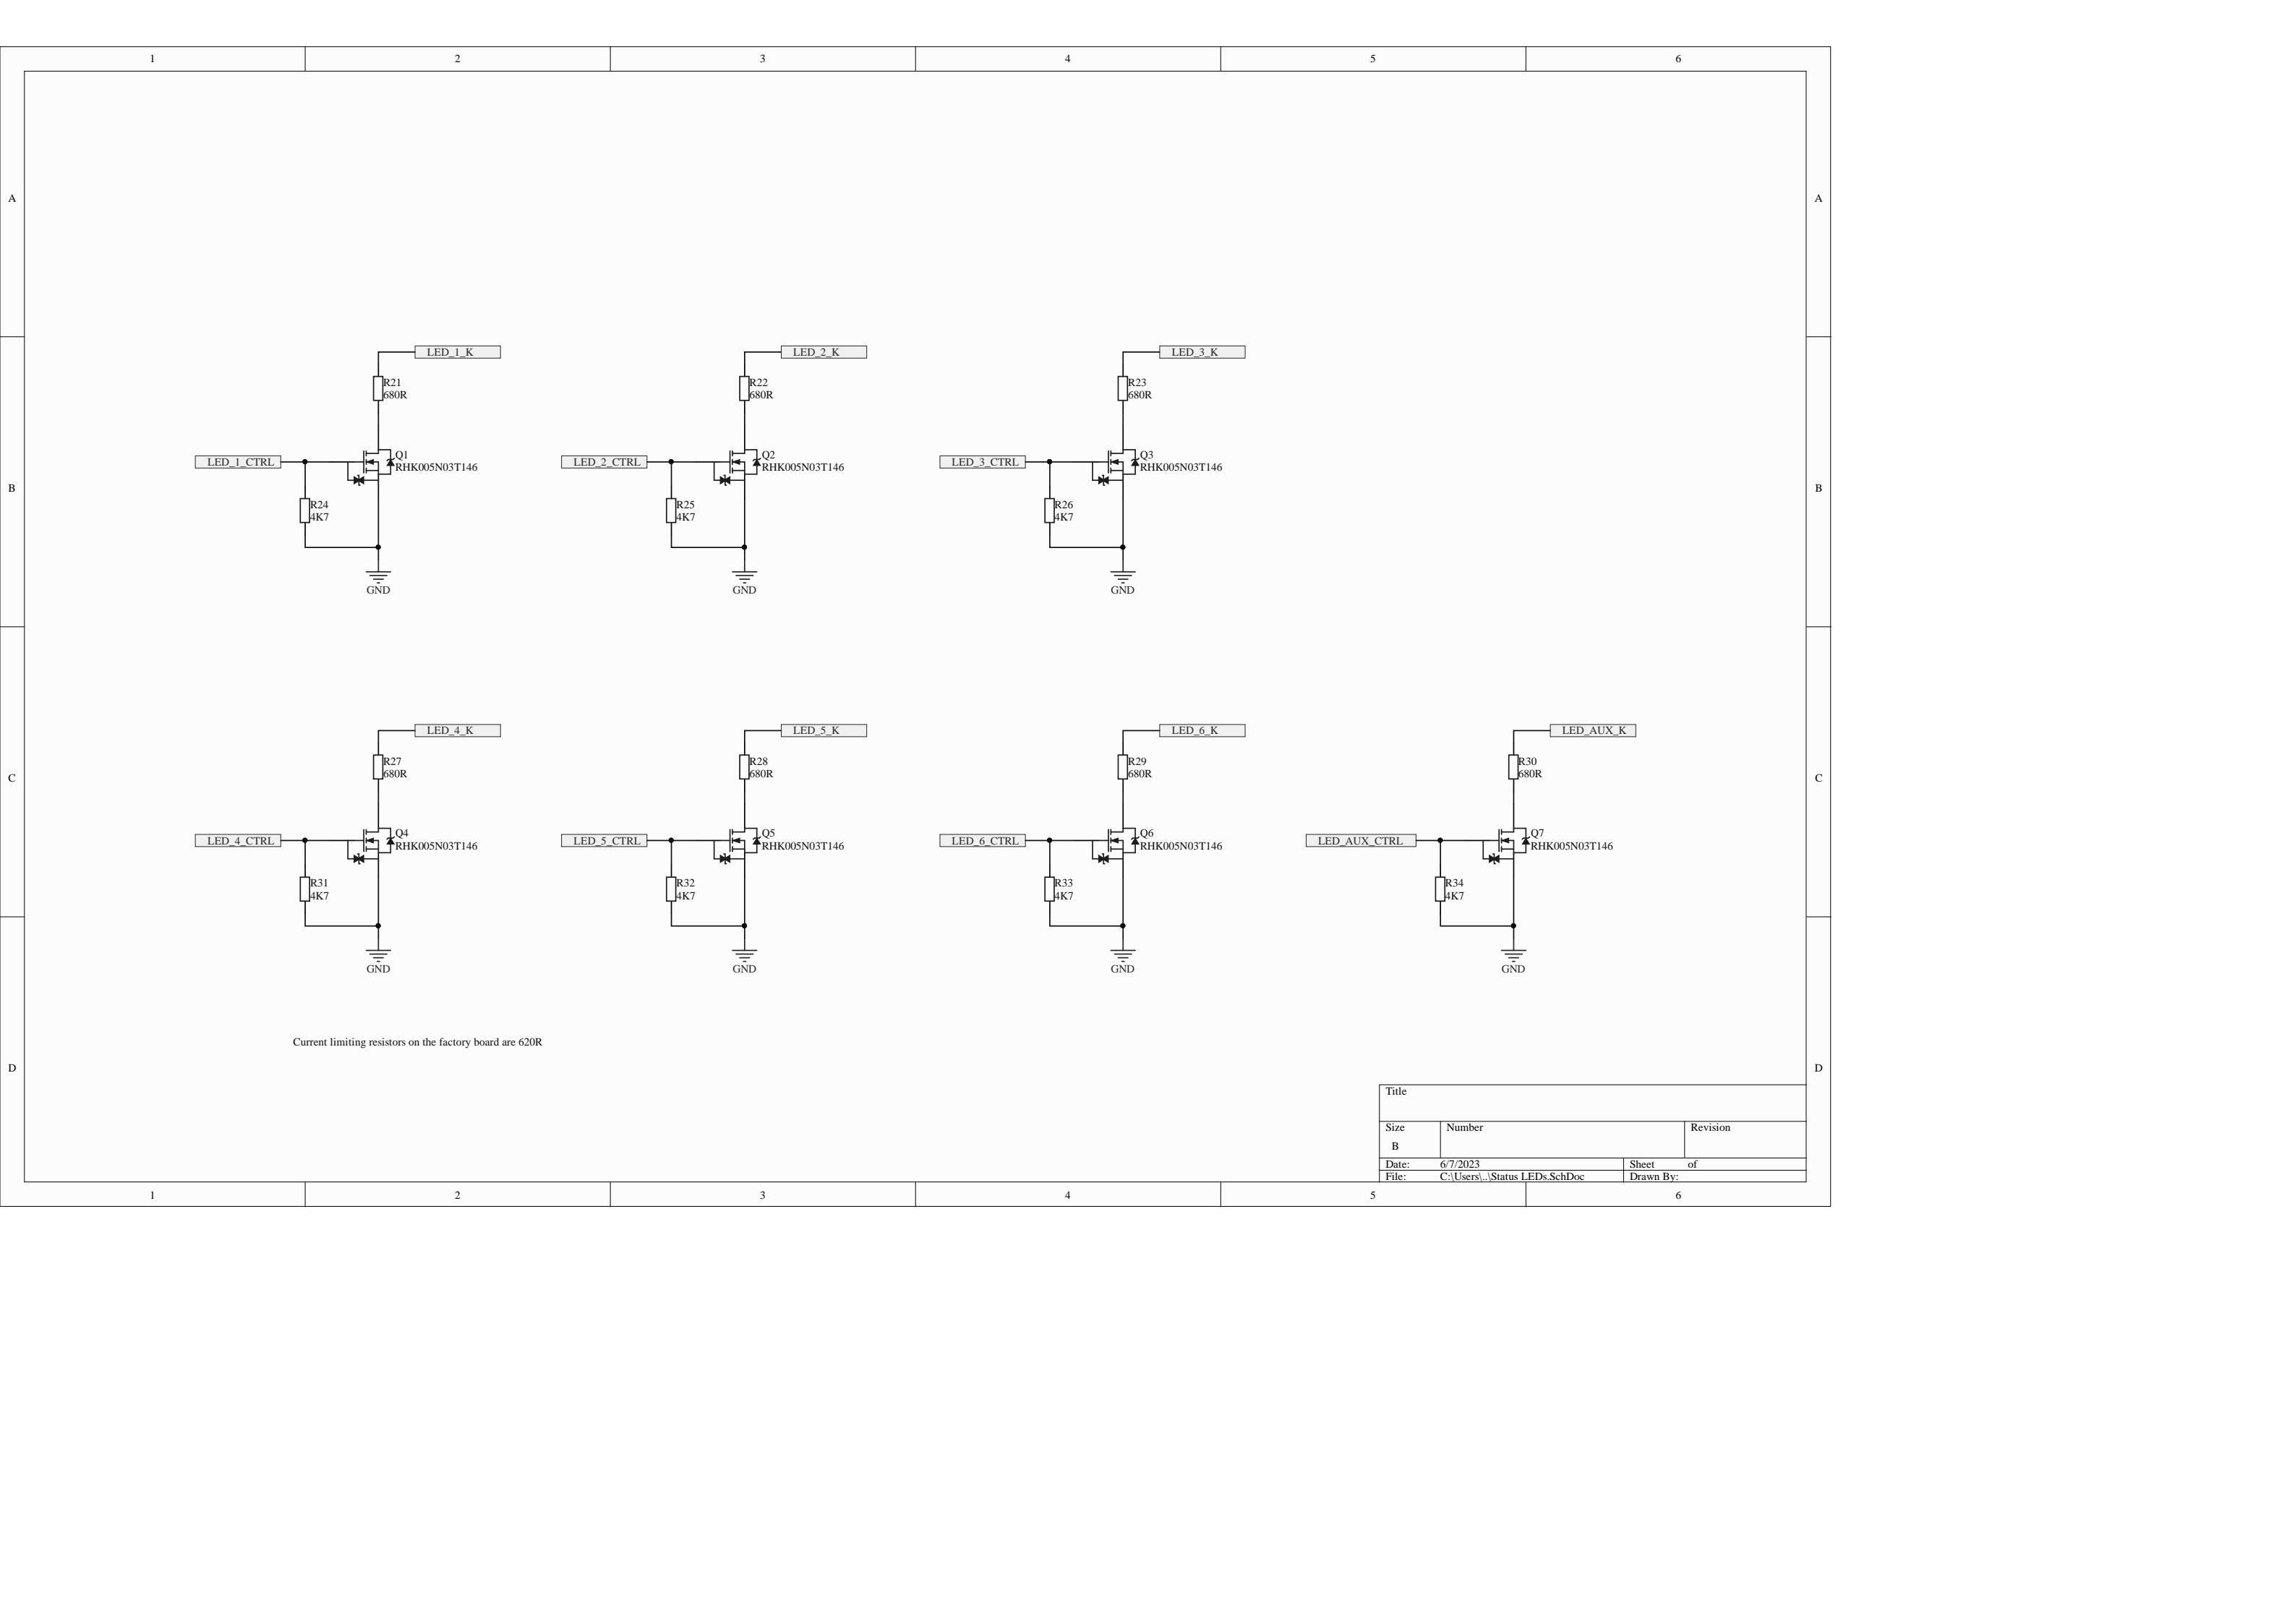 1 2 3 4 5 6
A A
LED_1_K LED_2_K LED_3_K
R21 R22 R23
680R 680R 680R
Q1 Q2 Q3
LED_1_CTRL LED_2_CTRL LED_3_CTRL
RHK005N03T146 RHK005N03T146 RHK005N03T146
B B
R24 R25 R26
4K7 4K7 4K7
GND GND GND
LED_4_K LED_5_K LED_6_K LED_AUX_K
R27 R28 R29 R30
680R 680R 680R 680R
C C
Q4 Q5 Q6 Q7
LED_4_CTRL LED_5_CTRL LED_6_CTRL LED_AUX_CTRL
RHK005N03T146 RHK005N03T146 RHK005N03T146 RHK005N03T146
R31 R32 R33 R34
4K7 4K7 4K7 4K7
GND GND GND GND
Current limiting resistors on the factory board are 620R
D D
Title
Size Number Revision
B
Date: 6/7/2023 Sheet of
File: C:\Users\..\Status LEDs.SchDoc Drawn By:
1 2 3 4 5 6